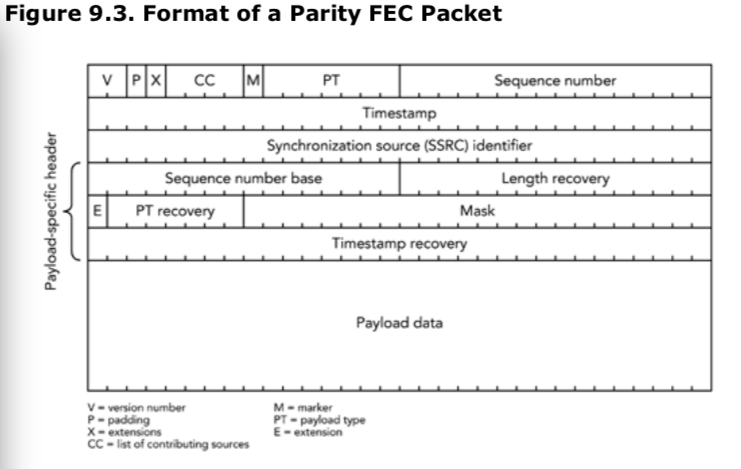 Figure 9.3. Format of a Parity FEC Packet
V P X CC M PT Sequence number
Timestamp
Synchronization source (SSRC) identifier
Payload-specific header
Sequence number base Length recovery
E PT recovery Mask
Timestamp recovery
Payload data
V = version number
P = padding
X = extensions
CC = list of contributing sources
M = marker
PT = payload type
E = extension